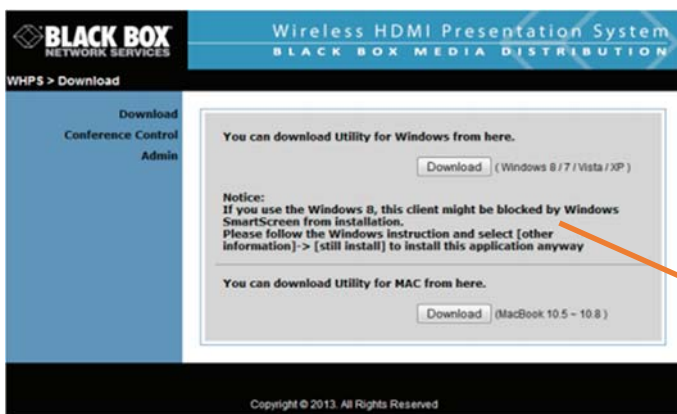 BLACK BOX
NETWORK SERVICES
Wireless HDMI Presentation System
BLACK BOX MEDIA DISTRIBUTION
WHPS > Download
Download
Conference Control
Admin
You can download Utility for Windows from here.
Download ( Windows 8 / 7 / Vista / XP )
Notice:
If you use the Windows 8, this client might be blocked by Windows
SmartScreen from installation.
Please follow the Windows instruction and select [other
information]-> [still install] to install this application anyway
You can download Utility for MAC from here.
Download (MacBook 10.5 ~ 10.8 )
Copyright © 2013. All Rights Reserved